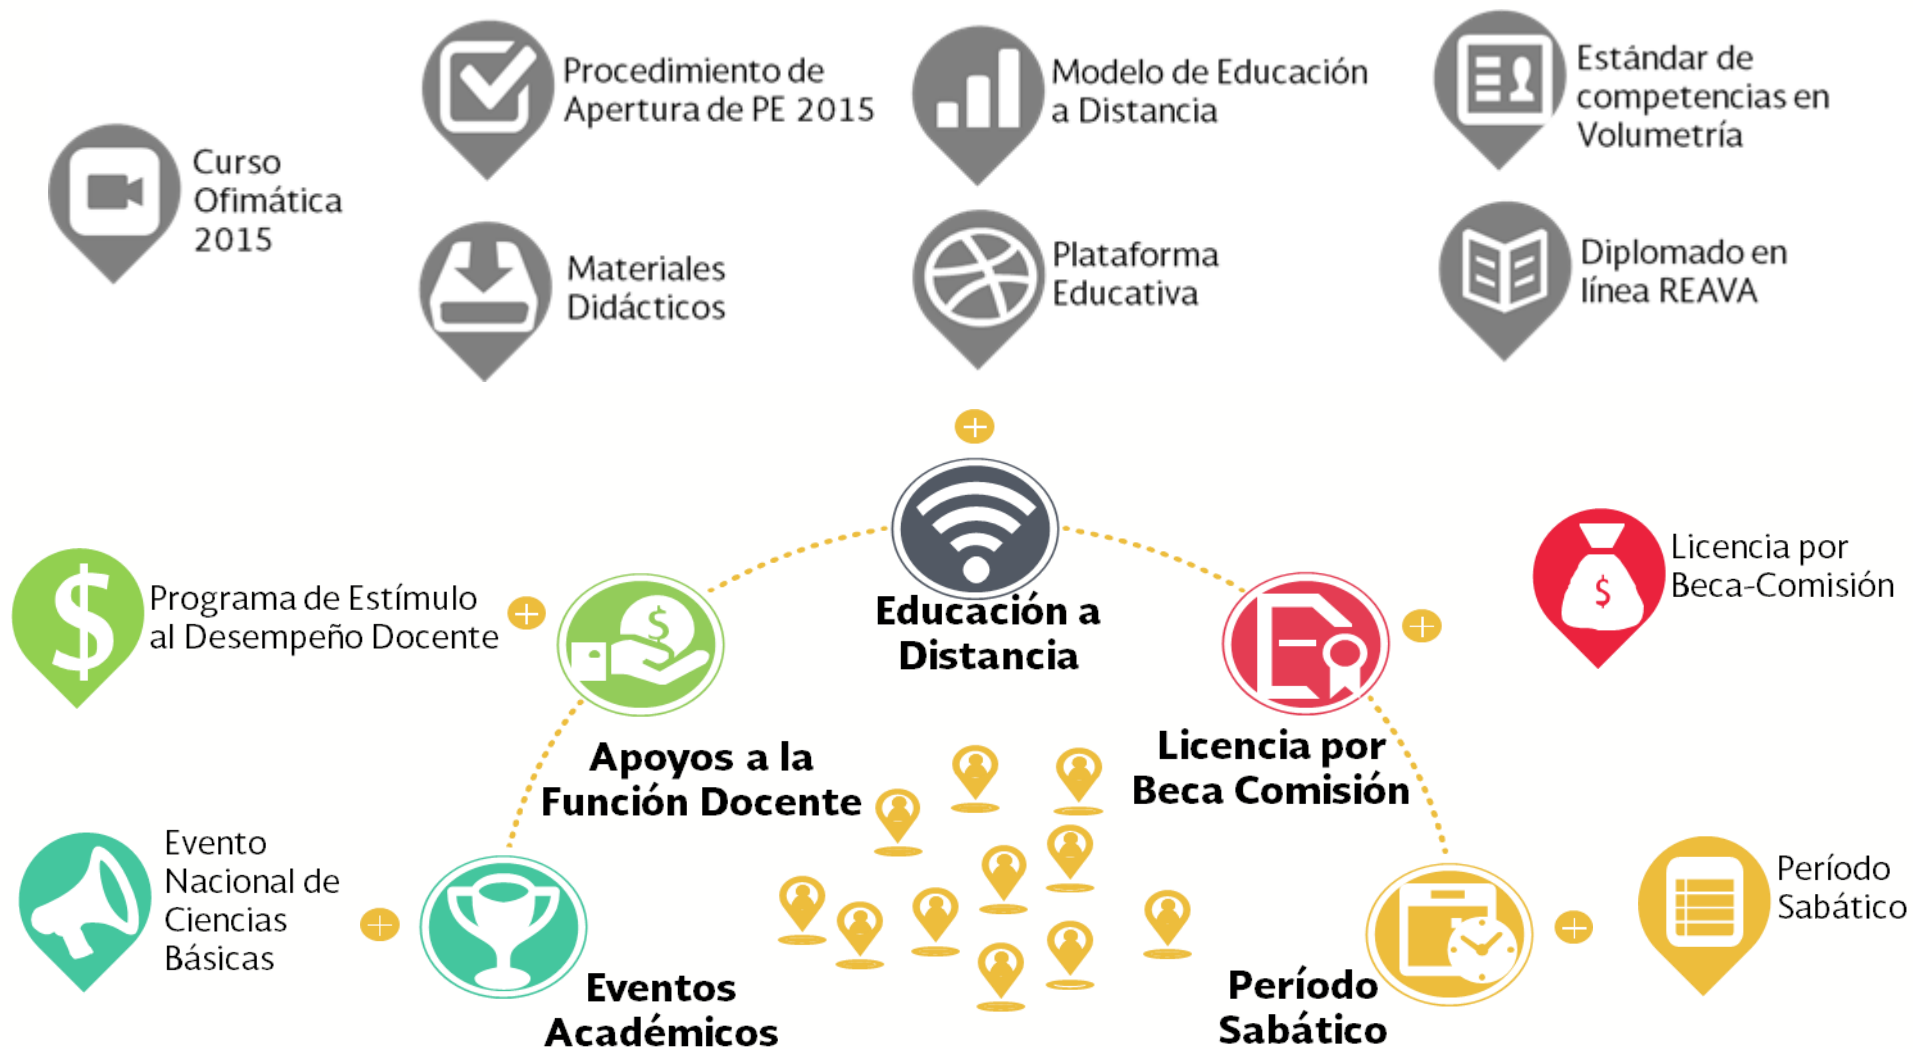 Procedimiento de
Apertura de PE 2015
Modelo de Educación
a Distancia
Estándar de
competencias en
Volumetría
Curso
Ofimática
2015
Materiales
Didácticos
Plataforma
Educativa
Diplomado en
línea REAVA
Educación a
Distancia
Licencia por
Beca-Comisión
$
$
$
Programa de Estímulo
al Desempeño Docente
Apoyos a la
Función Docente
Licencia por
Beca Comisión
Evento
Nacional de
Ciencias
Básicas
Eventos
Académicos
Período
Sabático
Período
Sabático